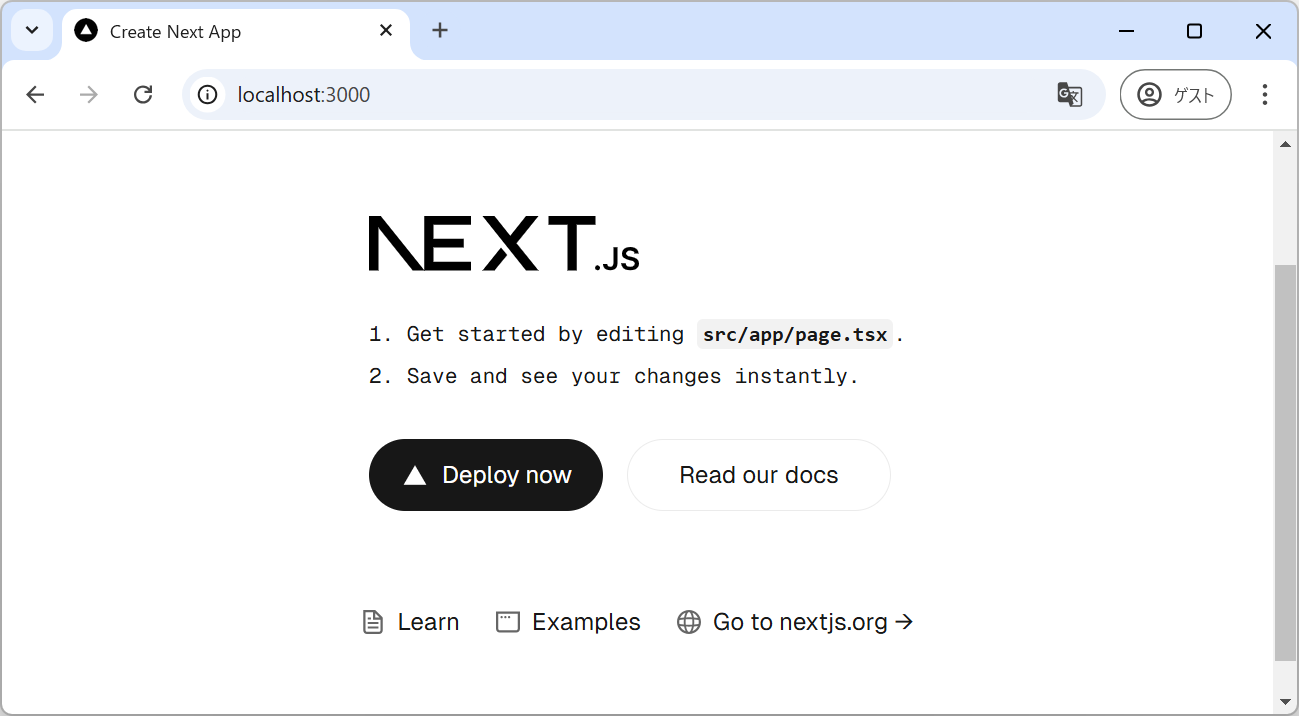 Create Next App
localhost:3000
ゲスト
NEXT.JS
1. Get started by editing src/app/page.tsx.
2. Save and see your changes instantly.
Deploy now
Read our docs
Learn
Examples
Go to nextjs.org →